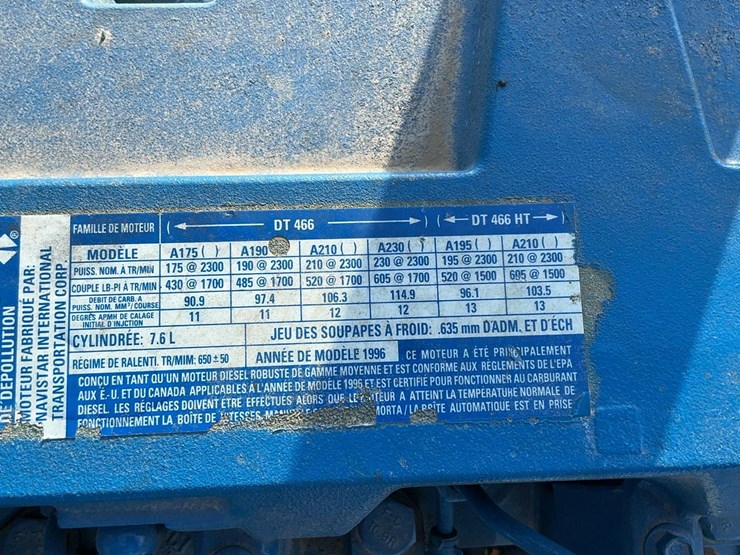 ®
DE DÉPOLLUTION
MOTEUR FABRIQUÉ PAR:
NAVISTAR INTERNATIONAL
TRANSPORTATION CORP.
FAMILLE DE MOTEUR ( DT 466 ) ( DT 466 HT )
MODÈLE A175 ( ) A190 A210 ( ) A230 ( ) A195 ( ) A210 ( )
PUISS. NOM. À TR/MIN 175 @ 2300 190 @ 2300 210 @ 2300 230 @ 2300 195 @ 2300 210 @ 2300
COUPLE LB-PI À TR/MIN 430 @ 1700 485 @ 1700 520 @ 1700 605 @ 1700 520 @ 1500 605 @ 1500
DEBIT DE CARB. A
PUISS. NOM. MM³/COURSE 90.9 97.4 106.3 114.9 96.1 103.5
DEGRÉS APMH DE CALAGE
INITIAL D'INJCTION 11 11 12 12 13 13
CYLINDRÉE: 7.6 L JEU DES SOUPAPES À FROID: .635 mm D'ADM, ET D'ÉCH
RÉGIME DE RALENTI. TR/MIM: 650 ± 50 ANNÉE DE MODÈLE 1996 CE MOTEUR A ÉTÉ PRINCIPALEMENT
CONÇU EN TANT QU'UN MOTEUR DIESEL ROBUSTE DE GAMME MOYENNE ET EST CONFORME AUX RÉGLEMENTS DE L'EPA
AUX É.-U. ET DU CANADA APPLICABLES À L'ANNÉE DE MODÈLE 1996 ET EST CERTIFIÉ POUR FONCTIONNER AU CARBURANT
DIESEL. LES RÉGLAGES DOIVENT ÊTRE EFFECTUÉS ALORS QUE LE MOTEUR A ATTEINT LA TEMPÉRATURE NORMALE DE
FONCTIONNEMENT LA BOÎTE DE VITESSES MORTA / LA BOÎTE AUTOMATIQUE EST EN PRISE